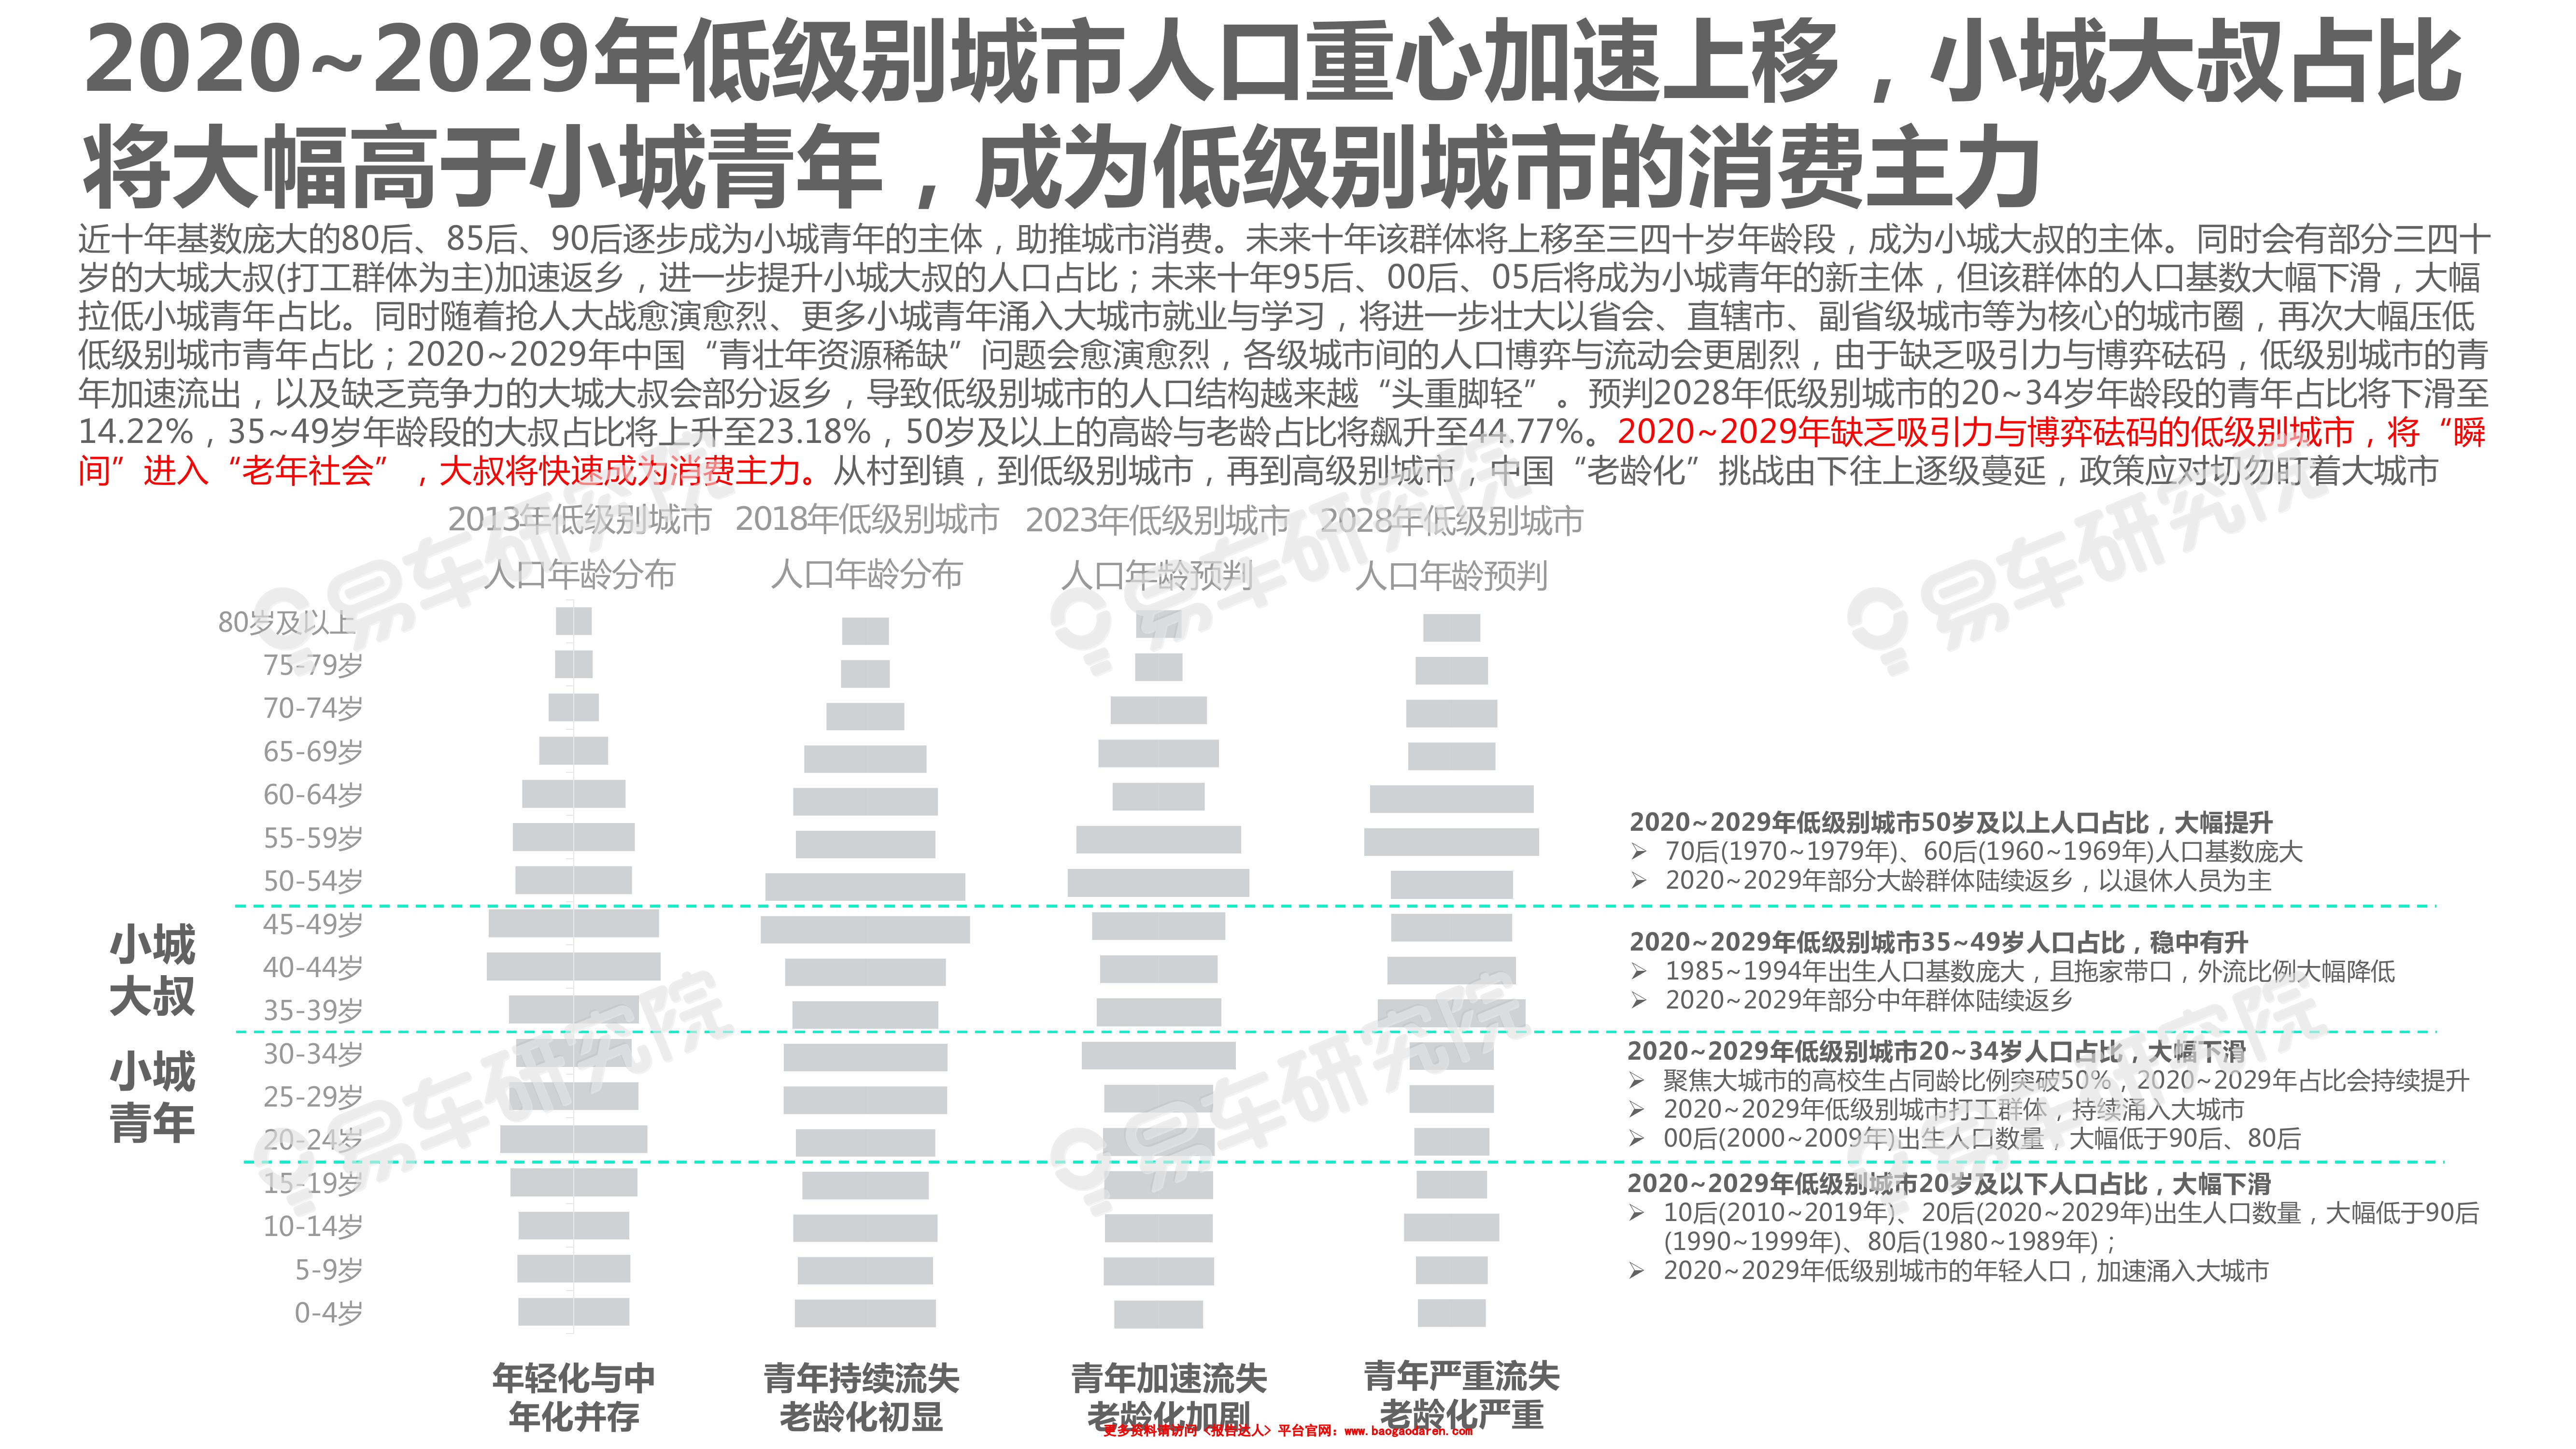 2020~2029年低级别城市人口重心加速上移，小城大叔占比
将大幅高于小城青年，成为低级别城市的消费主力
近十年基数庞大的80后、85后、90后逐步成为小城青年的主体，助推城市消费。未来十年该群体将上移至三四十岁年龄段，成为小城大叔的主体。同时会有部分三四十
岁的大城大叔(打工群体为主)加速返乡，进一步提升小城大叔的人口占比；未来十年95后、00后、05后将成为小城青年的新主体，但该群体的人口基数大幅下滑，大幅
拉低小城青年占比。同时随着抢人大战愈演愈烈、更多小城青年涌入大城市就业与学习，将进一步壮大以省会、直辖市、副省级城市等为核心的城市圈，再次大幅压低
低级别城市青年占比；2020~2029年中国“青壮年资源稀缺”问题会愈演愈烈，各级城市间的人口博弈与流动会更剧烈，由于缺乏吸引力与博弈砝码，低级别城市的青
年加速流出，以及缺乏竞争力的大城大叔会部分返乡，导致低级别城市的人口结构越来越“头重脚轻”。预判2028年低级别城市的20~34岁年龄段的青年占比将下滑至
14.22%，35~49岁年龄段的大叔占比将上升至23.18%，50岁及以上的高龄与老龄占比将飙升至44.77%。2020~2029年缺乏吸引力与博弈砝码的低级别城市，将“瞬
间”进入“老年社会”，大叔将快速成为消费主力。从村到镇，到低级别城市，再到高级别城市，中国“老龄化”挑战由下往上逐级蔓延，政策应对切勿盯着大城市
2013年低级别城市
人口年龄分布
2018年低级别城市
人口年龄分布
2023年低级别城市
人口年龄预判
2028年低级别城市
人口年龄预判
80岁及以上
75-79岁
70-74岁
65-69岁
60-64岁
55-59岁
50-54岁
45-49岁
40-44岁
35-39岁
30-34岁
25-29岁
20-24岁
15-19岁
10-14岁
5-9岁
0-4岁
小城
大叔
小城
青年
2020~2029年低级别城市50岁及以上人口占比，大幅提升
➢ 70后(1970~1979年)、60后(1960~1969年)人口基数庞大
➢ 2020~2029年部分大龄群体陆续返乡，以退休人员为主
2020~2029年低级别城市35~49岁人口占比，稳中有升
➢ 1985~1994年出生人口基数庞大，且拖家带口，外流比例大幅降低
➢ 2020~2029年部分中年群体陆续返乡
2020~2029年低级别城市20~34岁人口占比，大幅下滑
➢ 聚焦大城市的高校生占同龄比例突破50%，2020~2029年占比会持续提升
➢ 2020~2029年低级别城市打工群体，持续涌入大城市
➢ 00后(2000~2009年)出生人口数量，大幅低于90后、80后
2020~2029年低级别城市20岁及以下人口占比，大幅下滑
➢ 10后(2010~2019年)、20后(2020~2029年)出生人口数量，大幅低于90后
(1990~1999年)、80后(1980~1989年)；
➢ 2020~2029年低级别城市的年轻人口，加速涌入大城市
年轻化与中
年化并存
青年持续流失
老龄化初显
青年加速流失
老龄化加剧
青年严重流失
老龄化严重
更多资料请访问《报告达人》平台官网：www.baogaodaren.com
易车研究院
易车研究院
易车研究院
易车研究院
易车研究院
易车研究院